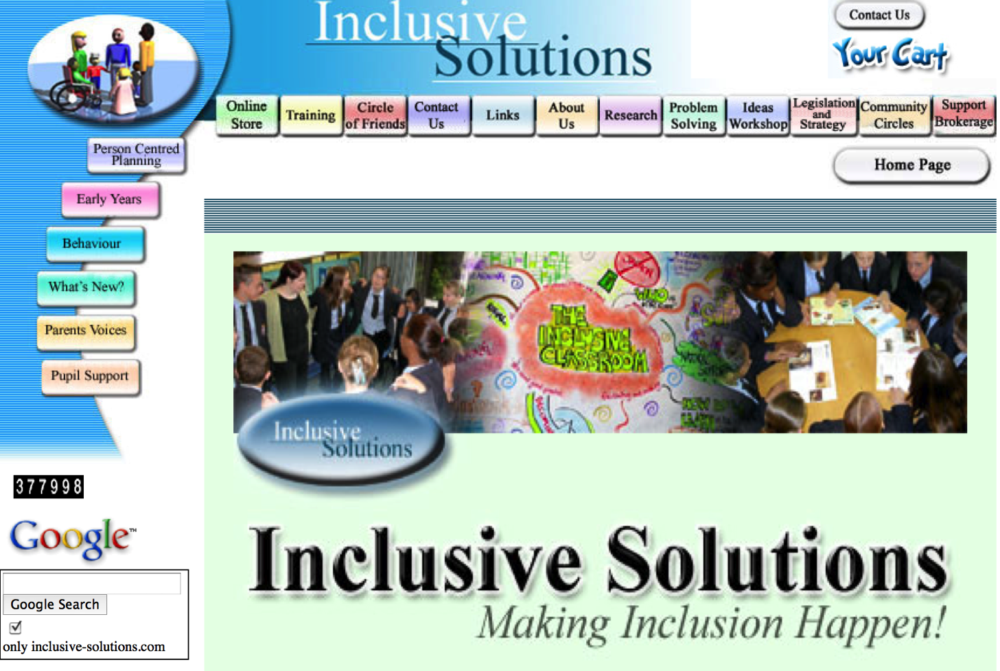 Inclusive
Solutions
Contact Us
Your Cart
Online
Store
Training
Circle
of Friends
Contact
Us
Links
About
Us
Research
Problem
Solving
Ideas
Workshop
Legislation
and
Strategy
Community
Circles
Support
Brokerage
Home Page
Person Centred
Planning
Early Years
Behaviour
What's New?
Parents Voices
Pupil Support
THE
INCLUSIVE
CLASSROOM
Inclusive
Solutions
377998
Google™
Google Search
only inclusive-solutions.com
Inclusive Solutions
Making Inclusion Happen!